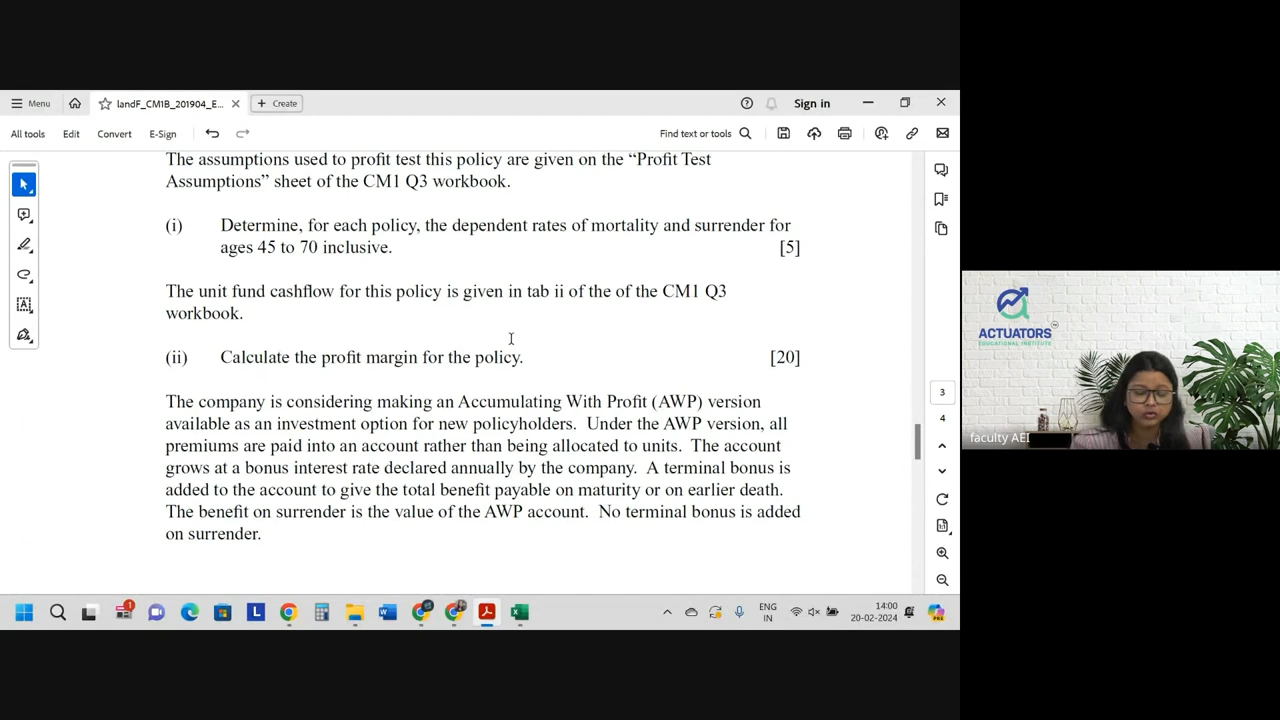 Menu
landF_CM1B_201904_E...
Create
Sign in
All tools
Edit
Convert
E-Sign
Find text or tools
The assumptions used to profit test this policy are given on the “Profit Test
Assumptions” sheet of the CM1 Q3 workbook.
(i) Determine, for each policy, the dependent rates of mortality and surrender for
ages 45 to 70 inclusive. [5]
The unit fund cashflow for this policy is given in tab ii of the of the CM1 Q3
workbook.
(ii) Calculate the profit margin for the policy. [20]
The company is considering making an Accumulating With Profit (AWP) version
available as an investment option for new policyholders. Under the AWP version, all
premiums are paid into an account rather than being allocated to units. The account
grows at a bonus interest rate declared annually by the company. A terminal bonus is
added to the account to give the total benefit payable on maturity or on earlier death.
The benefit on surrender is the value of the AWP account. No terminal bonus is added
on surrender.
3
4
ACTUATORS
EDUCATIONAL INSTITUTE
faculty AEI
1
L
ENG
IN
14:00
20-02-2024